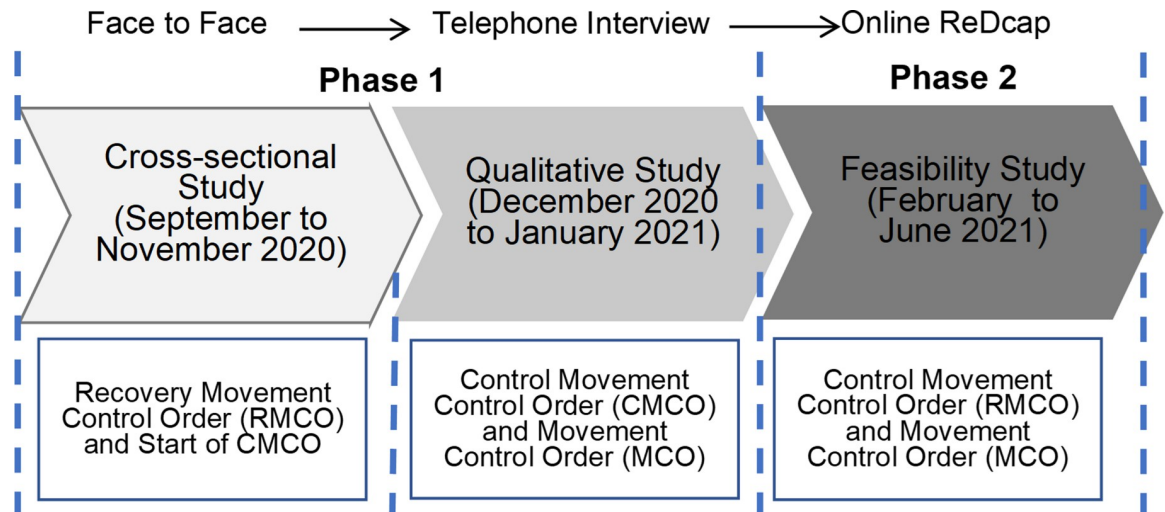 Face to Face
Telephone Interview
Online ReDcap
Phase 1
Phase 2
Cross-sectional
Study
(September to
November 2020)
Qualitative Study
(December 2020
to January 2021)
Feasibility Study
(February to
June 2021)
Recovery Movement
Control Order (RMCO)
and Start of CMCO
Control Movement
Control Order (CMCO)
and Movement
Control Order (MCO)
Control Movement
Control Order (RMCO)
and Movement
Control Order (MCO)